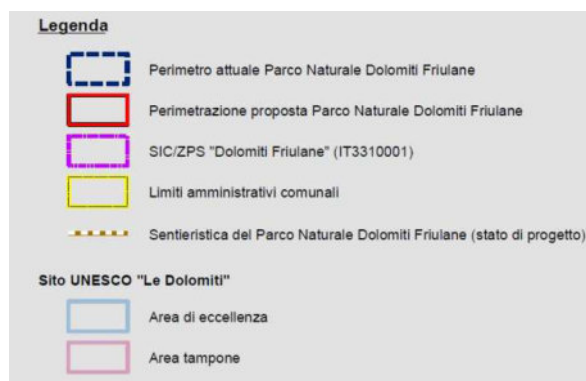 Legenda
Perimetro attuale Parco Naturale Dolomiti Friulane
Perimetrazione proposta Parco Naturale Dolomiti Friulane
SIC/ZPS "Dolomiti Friulane" (IT3310001)
Limiti amministrativi comunali
Sentieristica del Parco Naturale Dolomiti Friulane (stato di progetto)
Sito UNESCO "Le Dolomiti"
Area di eccellenza
Area tampone